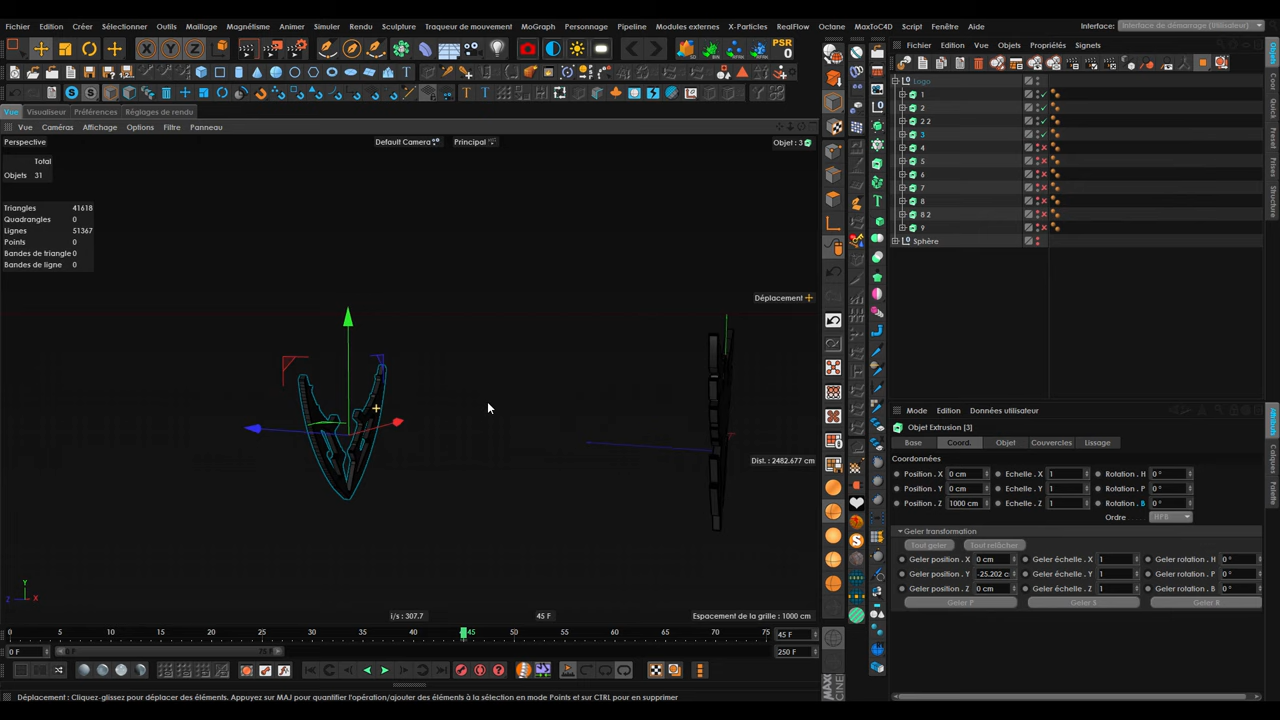 Fichier Edition Créer Sélectionner Outils Maillage Magnétisme Animer Simuler Rendu Sculpture Traqueur de mouvement MoGraph Personnage Pipeline Modules externes X-Particles RealFlow Octane MaxToC4D Script Fenêtre Aide Interface: Interface de démarrage (Utilisateur)
PSR
0
Fichier Edition Vue Objets Propriétés Signets
Vue Visualiseur Préférences Réglages de rendu
Vue Caméras Affichage Options Filtre Panneau
Perspective Default Camera Principal Objet : 3
Total
Objets 31
Triangles 41618
Quadrangles 0
Lignes 51367
Points 0
Bandes de triangle 0
Bandes de ligne 0
Logo
1
2
2 2
3
4
5
6
7
8
8 2
9
Sphère
Déplacement
Dist. : 2482.677 cm
Y
Z X
i/s : 307.7 45 F Espacement de la grille : 1000 cm
0 5 10 15 20 25 30 35 40 45 50 55 60 65 70 75 45 F
0 F 250 F
Déplacement : Cliquez-glissez pour déplacer des éléments. Appuyez sur MAJ pour quantifier l'opération/ajouter des éléments à la sélection en mode Points et sur CTRL pour en supprimer
Mode Edition Données utilisateur
Objet Extrusion [3]
Base Coord. Objet Couvercles Lissage
Coordonnées
Position . X 0 cm Echelle . X 1 Rotation . H 0 °
Position . Y 0 cm Echelle . Y 1 Rotation . P 0 °
Position . Z 1000 cm Echelle . Z 1 Rotation . B 0 °
Ordre HPB
Geler transformation
Tout geler Tout relâcher
Geler position . X 0 cm Geler échelle . X 1 Geler rotation . H 0 °
Geler position . Y -25.202 c Geler échelle . Y 1 Geler rotation . P 0 °
Geler position . Z 0 cm Geler échelle . Z 1 Geler rotation . B 0 °
Geler P Geler S Geler R
Objets
Structure
Attributs
Calques